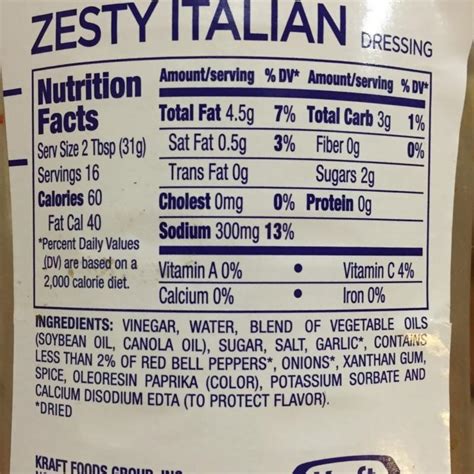 ZESTY ITALIAN DRESSING
Nutrition Facts
Serv Size 2 Tbsp (31g)
Servings 16
Calories 60
Fat Cal 40
*Percent Daily Values
(DV) are based on a
2,000 calorie diet.
Amount/serving % DV* Amount/serving % DV*
Total Fat 4.5g 7% Total Carb 3g 1%
Sat Fat 0.5g 3% Fiber 0g 0%
Trans Fat 0g Sugars 2g
Cholest 0mg 0% Protein 0g
Sodium 300mg 13%
Vitamin A 0% • Vitamin C 4%
Calcium 0% • Iron 0%
INGREDIENTS: VINEGAR, WATER, BLEND OF VEGETABLE OILS
(SOYBEAN OIL, CANOLA OIL), SUGAR, SALT, GARLIC*, CONTAINS
LESS THAN 2% OF RED BELL PEPPERS*, ONIONS*, XANTHAN GUM,
SPICE, OLEORESIN PAPRIKA (COLOR), POTASSIUM SORBATE AND
CALCIUM DISODIUM EDTA (TO PROTECT FLAVOR).
*DRIED
KRAFT FOODS GROUP, INC.
Kraft